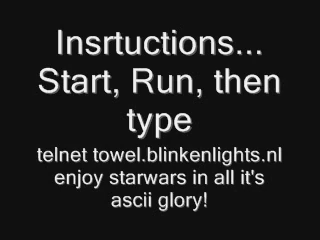 Insrtuctions...
Start, Run, then
type
telnet towel.blinkenlights.nl
enjoy starwars in all it's
ascii glory!